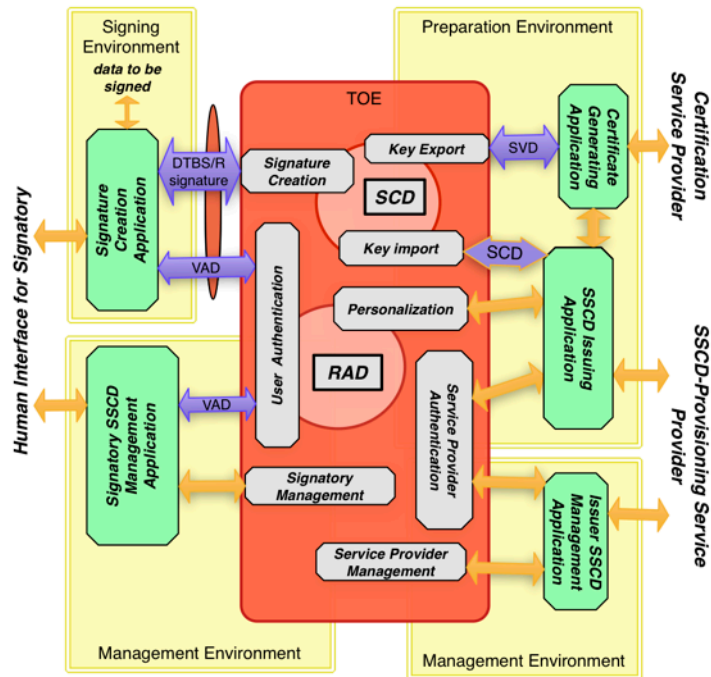 Signing
Environment
data to be
signed
Preparation Environment
TOE
Certification
Service Provider
Certificate
Generating
Application
Key Export
SVD
DTBS/R
signature
Signature
Creation
Signature
Creation
Application
SCD
Human Interface for Signatory
Key import
SCD
VAD
User Authentication
Personalization
SSCD Issuing
Application
RAD
SSCD-Provisioning Service
Provider
Service Provider
Authentication
Signatory SSCD
Management
Application
VAD
Signatory
Management
Issuer SSCD
Management
Application
Service Provider
Management
Management Environment
Management Environment